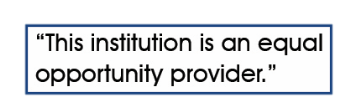 “This institution is an equal
opportunity provider.”